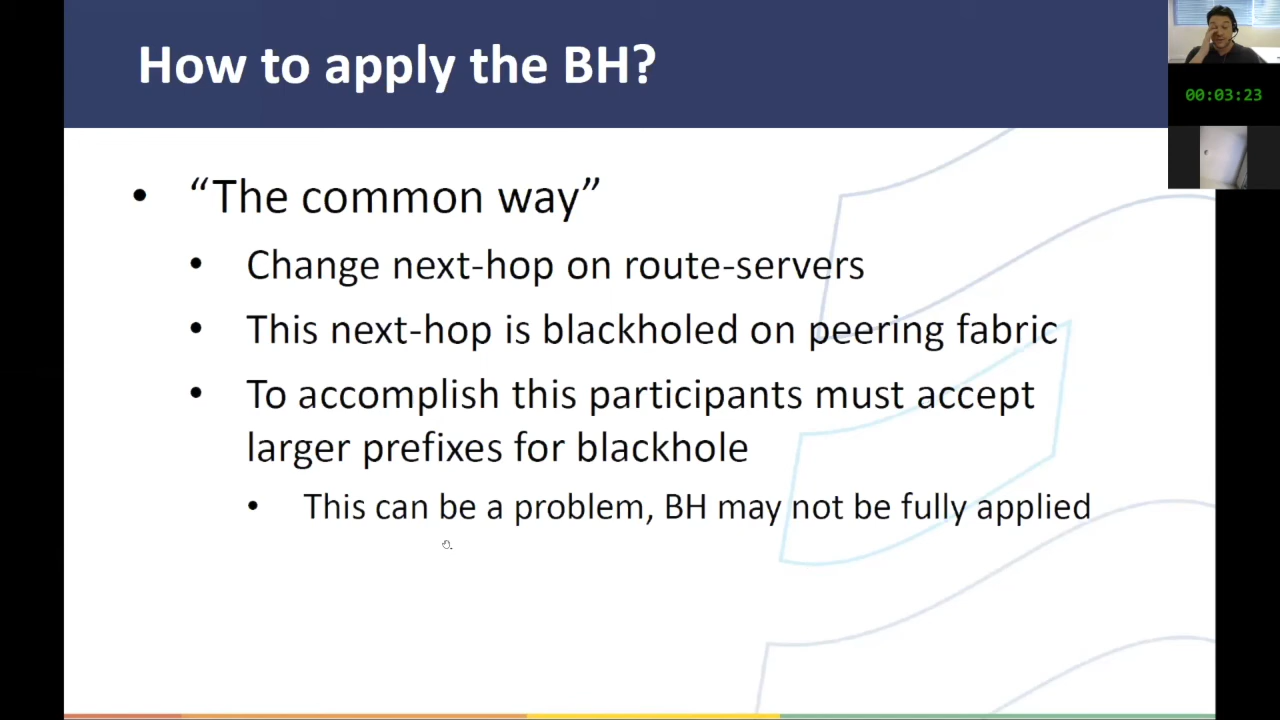 How to apply the BH?
00:03:23
• “The common way”
• Change next-hop on route-servers
• This next-hop is blackholed on peering fabric
• To accomplish this participants must accept
larger prefixes for blackhole
• This can be a problem, BH may not be fully applied